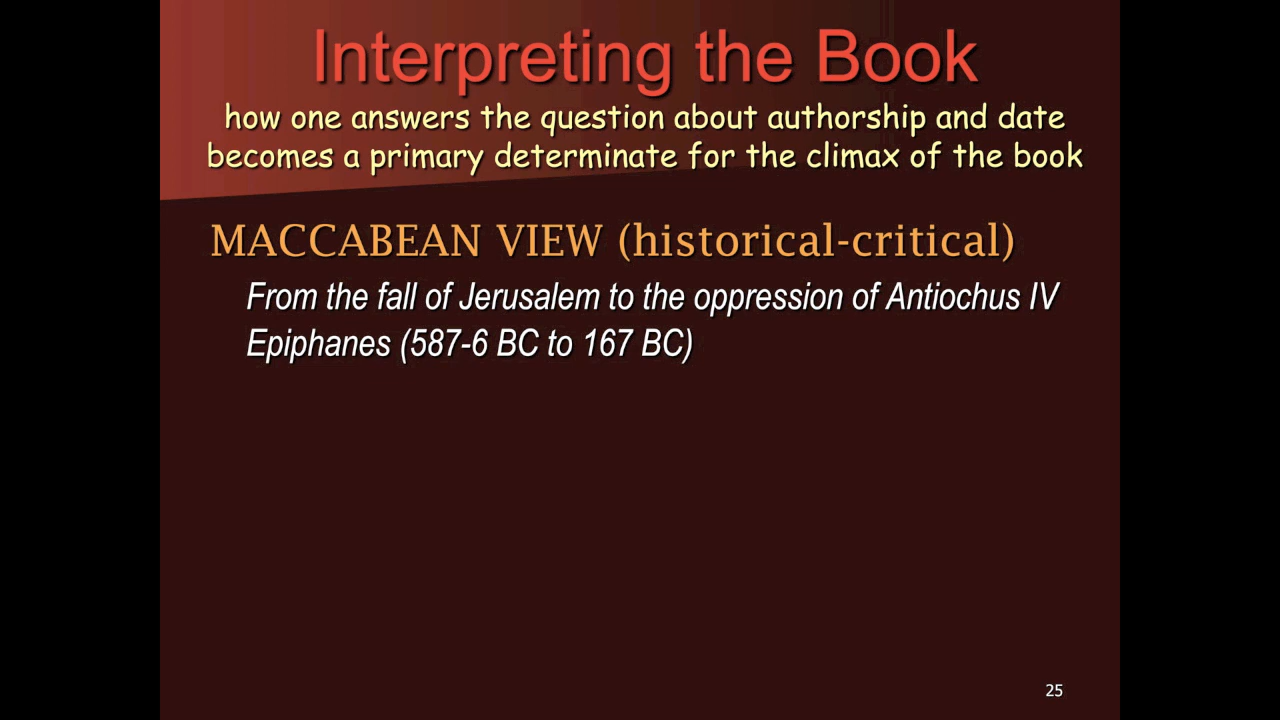 Interpreting the Book
how one answers the question about authorship and date
becomes a primary determinate for the climax of the book
MACCABEAN VIEW (historical-critical)
From the fall of Jerusalem to the oppression of Antiochus IV
Epiphanes (587-6 BC to 167 BC)
25